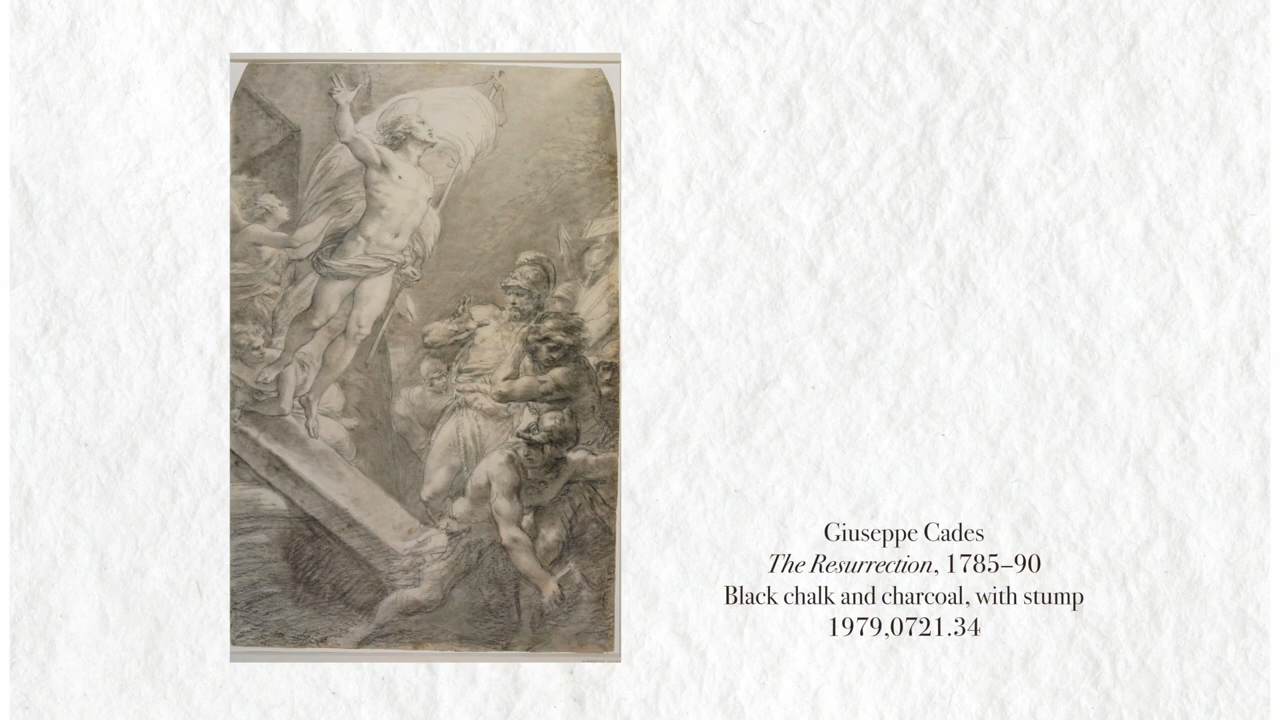 Giuseppe Cades
The Resurrection, 1785–90
Black chalk and charcoal, with stump
1979,0721.34